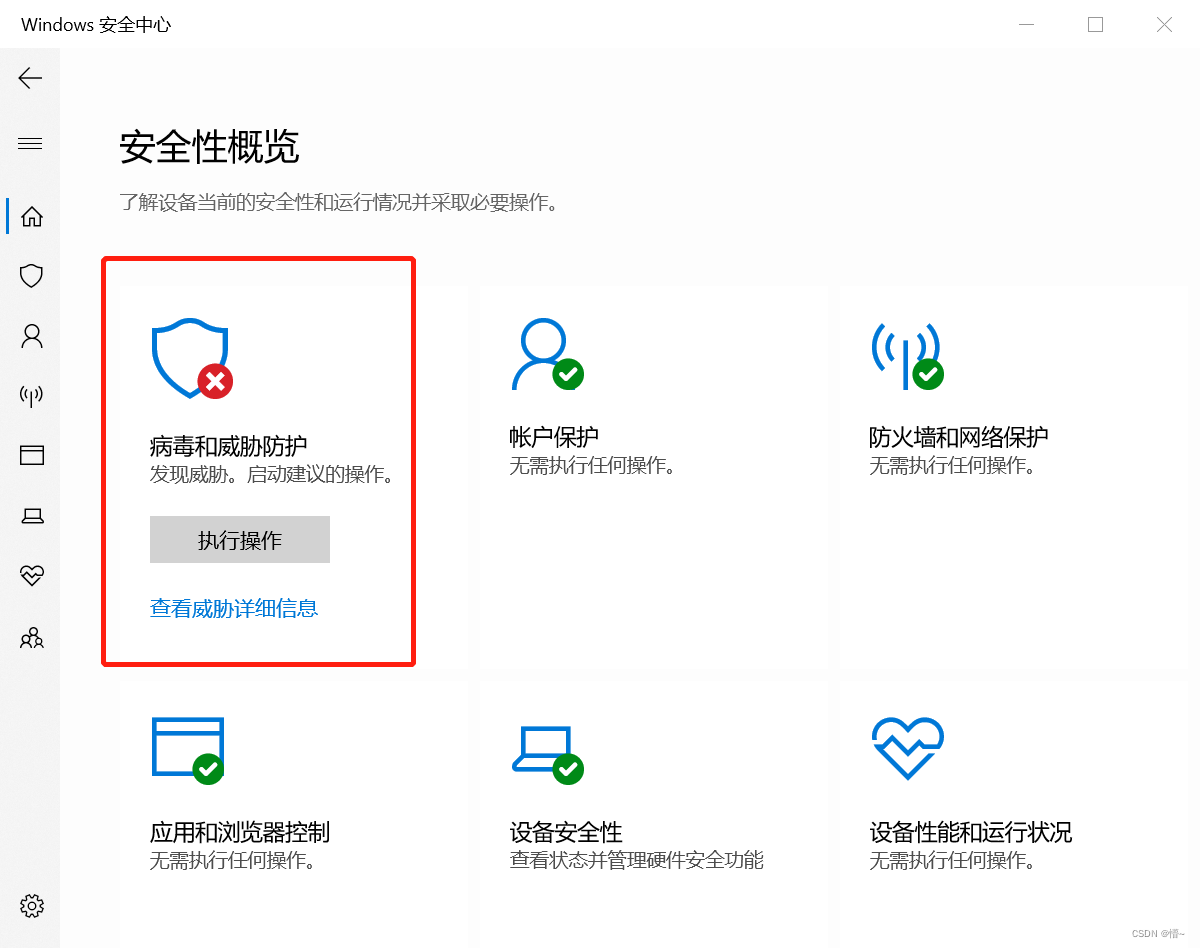 Windows 安全中心
安全性概览
了解设备当前的安全性和运行情况并采取必要操作。
病毒和威胁防护
发现威胁。启动建议的操作。
执行操作
查看威胁详细信息
帐户保护
无需执行任何操作。
防火墙和网络保护
无需执行任何操作。
应用和浏览器控制
无需执行任何操作。
设备安全性
查看状态并管理硬件安全功能
设备性能和运行状况
无需执行任何操作。
CSDN @懵~